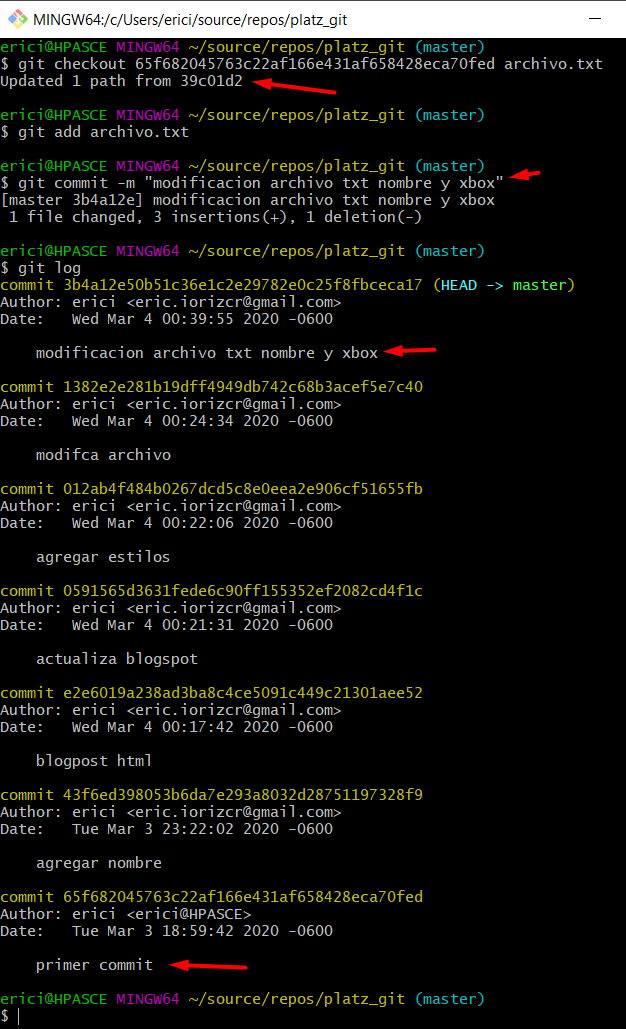 MINGW64:/c/Users/erici/source/repos/platz_git
erici@HPASCE MINGW64 ~/source/repos/platz_git (master)
$ git checkout 65f682045763c22af166e431af658428eca70fed archivo.txt
Updated 1 path from 39c01d2
erici@HPASCE MINGW64 ~/source/repos/platz_git (master)
$ git add archivo.txt
erici@HPASCE MINGW64 ~/source/repos/platz_git (master)
$ git commit -m "modificacion archivo txt nombre y xbox"
[master 3b4a12e] modificacion archivo txt nombre y xbox
 1 file changed, 3 insertions(+), 1 deletion(-)
erici@HPASCE MINGW64 ~/source/repos/platz_git (master)
$ git log
commit 3b4a12e50b51c36e1c2e29782e0c25f8fbceca17 (HEAD -> master)
Author: erici <eric.iorizcr@gmail.com>
Date:   Wed Mar 4 00:39:55 2020 -0600
    modificacion archivo txt nombre y xbox
commit 1382e2e281b19dff4949db742c68b3acef5e7c40
Author: erici <eric.iorizcr@gmail.com>
Date:   Wed Mar 4 00:24:34 2020 -0600
    modifca archivo
commit 012ab4f484b0267dcd5c8e0eea2e906cf51655fb
Author: erici <eric.iorizcr@gmail.com>
Date:   Wed Mar 4 00:22:06 2020 -0600
    agregar estilos
commit 0591565d3631fede6c90ff155352ef2082cd4f1c
Author: erici <eric.iorizcr@gmail.com>
Date:   Wed Mar 4 00:21:31 2020 -0600
    actualiza blogspot
commit e2e6019a238ad3ba8c4ce5091c449c21301aee52
Author: erici <eric.iorizcr@gmail.com>
Date:   Wed Mar 4 00:17:42 2020 -0600
    blogpost html
commit 43f6ed398053b6da7e293a8032d28751197328f9
Author: erici <eric.iorizcr@gmail.com>
Date:   Tue Mar 3 23:22:02 2020 -0600
    agregar nombre
commit 65f682045763c22af166e431af658428eca70fed
Author: erici <erici@HPASCE>
Date:   Tue Mar 3 18:59:42 2020 -0600
    primer commit
erici@HPASCE MINGW64 ~/source/repos/platz_git (master)
$